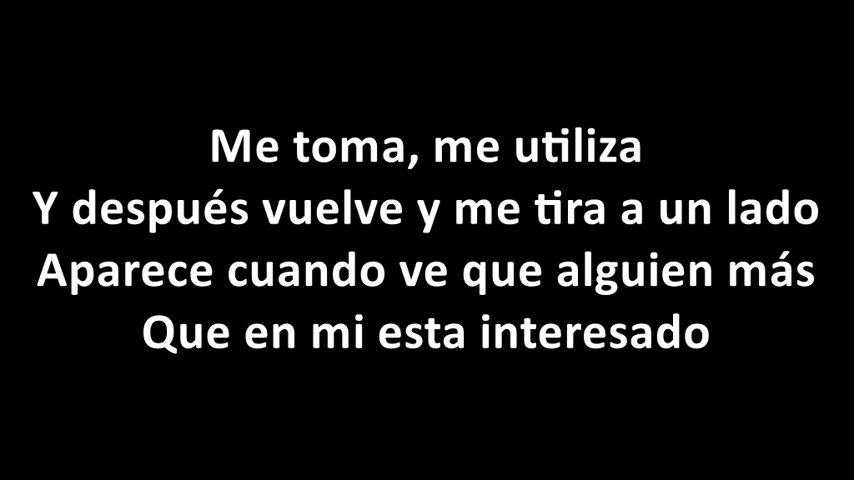 Me toma, me utiliza
Y después vuelve y me tira a un lado
Aparece cuando ve que alguien más
Que en mi esta interesado